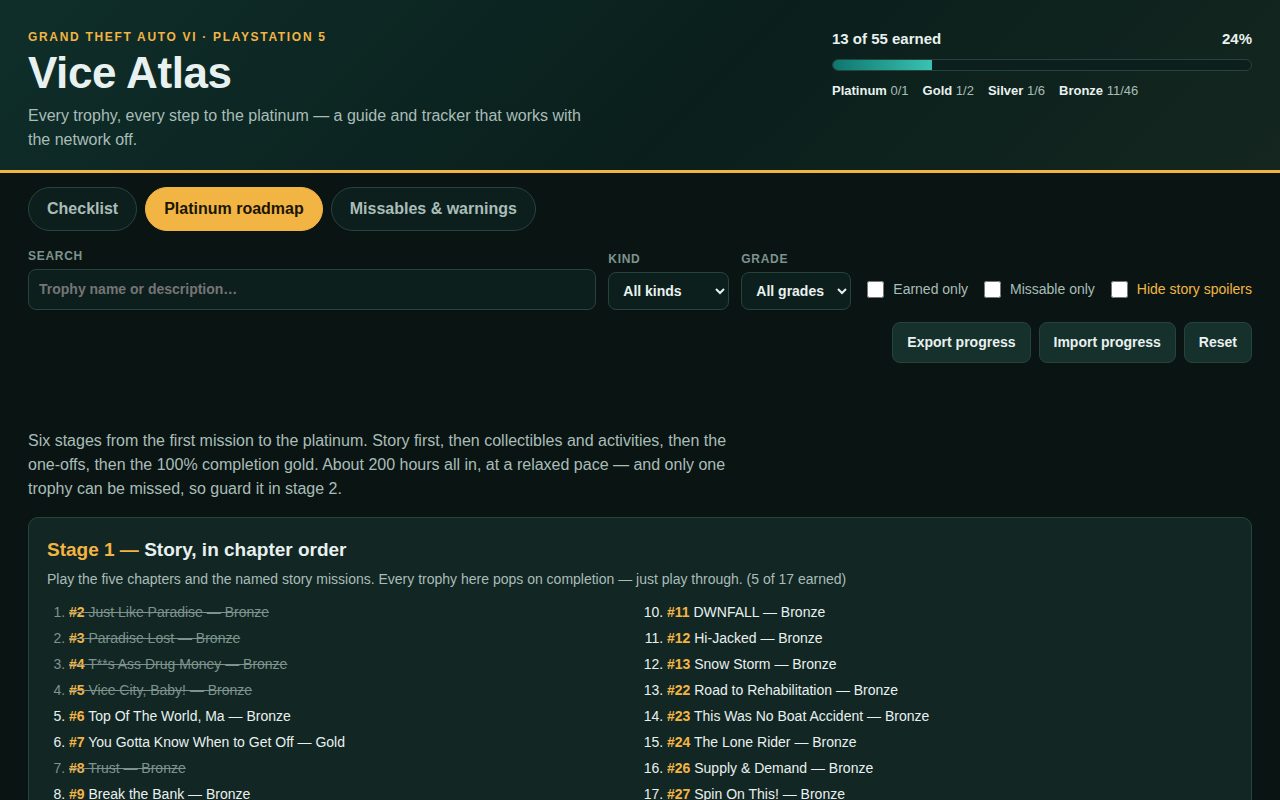 GRAND THEFT AUTO VI · PLAYSTATION 5
Vice Atlas
Every trophy, every step to the platinum — a guide and tracker that works with
the network off.
13 of 55 earned 24%
Platinum 0/1 Gold 1/2 Silver 1/6 Bronze 11/46
Checklist Platinum roadmap Missables & warnings
SEARCH KIND GRADE
Trophy name or description… All kinds All grades Earned only Missable only Hide story spoilers
Export progress Import progress Reset
Six stages from the first mission to the platinum. Story first, then collectibles and activities, then the
one-offs, then the 100% completion gold. About 200 hours all in, at a relaxed pace — and only one
trophy can be missed, so guard it in stage 2.
Stage 1 — Story, in chapter order
Play the five chapters and the named story missions. Every trophy here pops on completion — just play through. (5 of 17 earned)
1. #2 Just Like Paradise — Bronze
2. #3 Paradise Lost — Bronze
3. #4 T**s Ass Drug Money — Bronze
4. #5 Vice City, Baby! — Bronze
5. #6 Top Of The World, Ma — Bronze
6. #7 You Gotta Know When to Get Off — Gold
7. #8 Trust — Bronze
8. #9 Break the Bank — Bronze
10. #11 DWNFALL — Bronze
11. #12 Hi-Jacked — Bronze
12. #13 Snow Storm — Bronze
13. #22 Road to Rehabilitation — Bronze
14. #23 This Was No Boat Accident — Bronze
15. #24 The Lone Rider — Bronze
16. #26 Supply & Demand — Bronze
17. #27 Spin On This! — Bronze